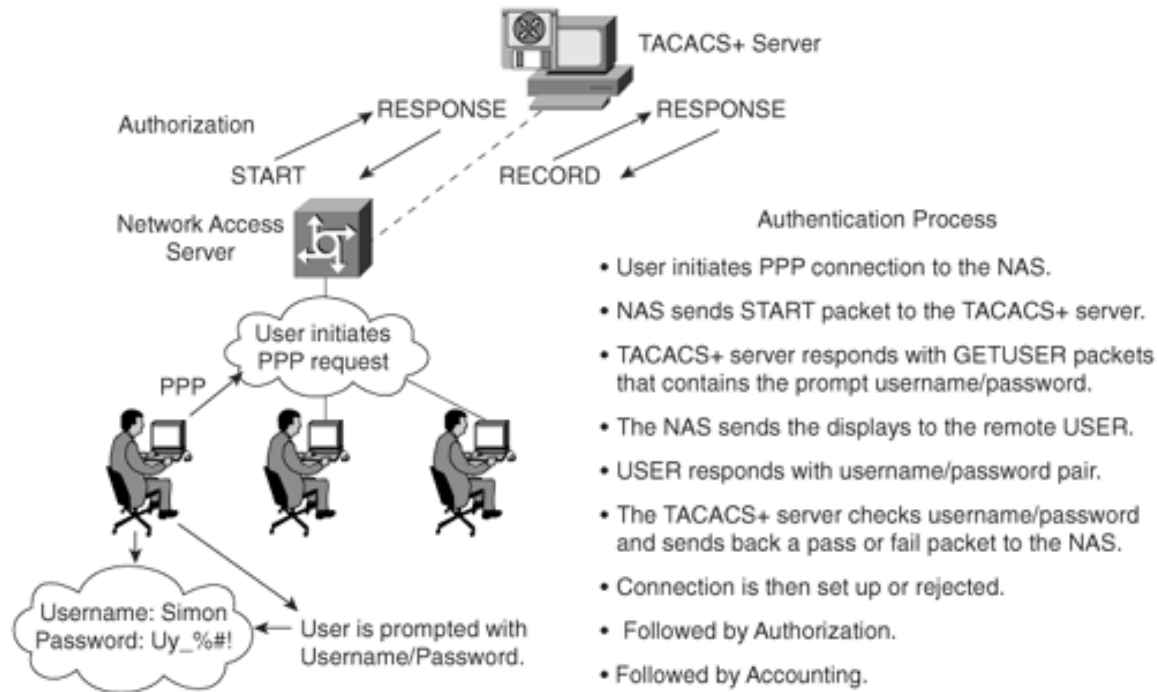 TACACS+ Server
RESPONSE
RESPONSE
Authorization
START
RECORD
Network Access
Server
User initiates
PPP request
PPP
Username: Simon
Password: Uy_%#!
User is prompted with
Username/Password.
Authentication Process
• User initiates PPP connection to the NAS.
• NAS sends START packet to the TACACS+ server.
• TACACS+ server responds with GETUSER packets
that contains the prompt username/password.
• The NAS sends the displays to the remote USER.
• USER responds with username/password pair.
• The TACACS+ server checks username/password
and sends back a pass or fail packet to the NAS.
• Connection is then set up or rejected.
• Followed by Authorization.
• Followed by Accounting.